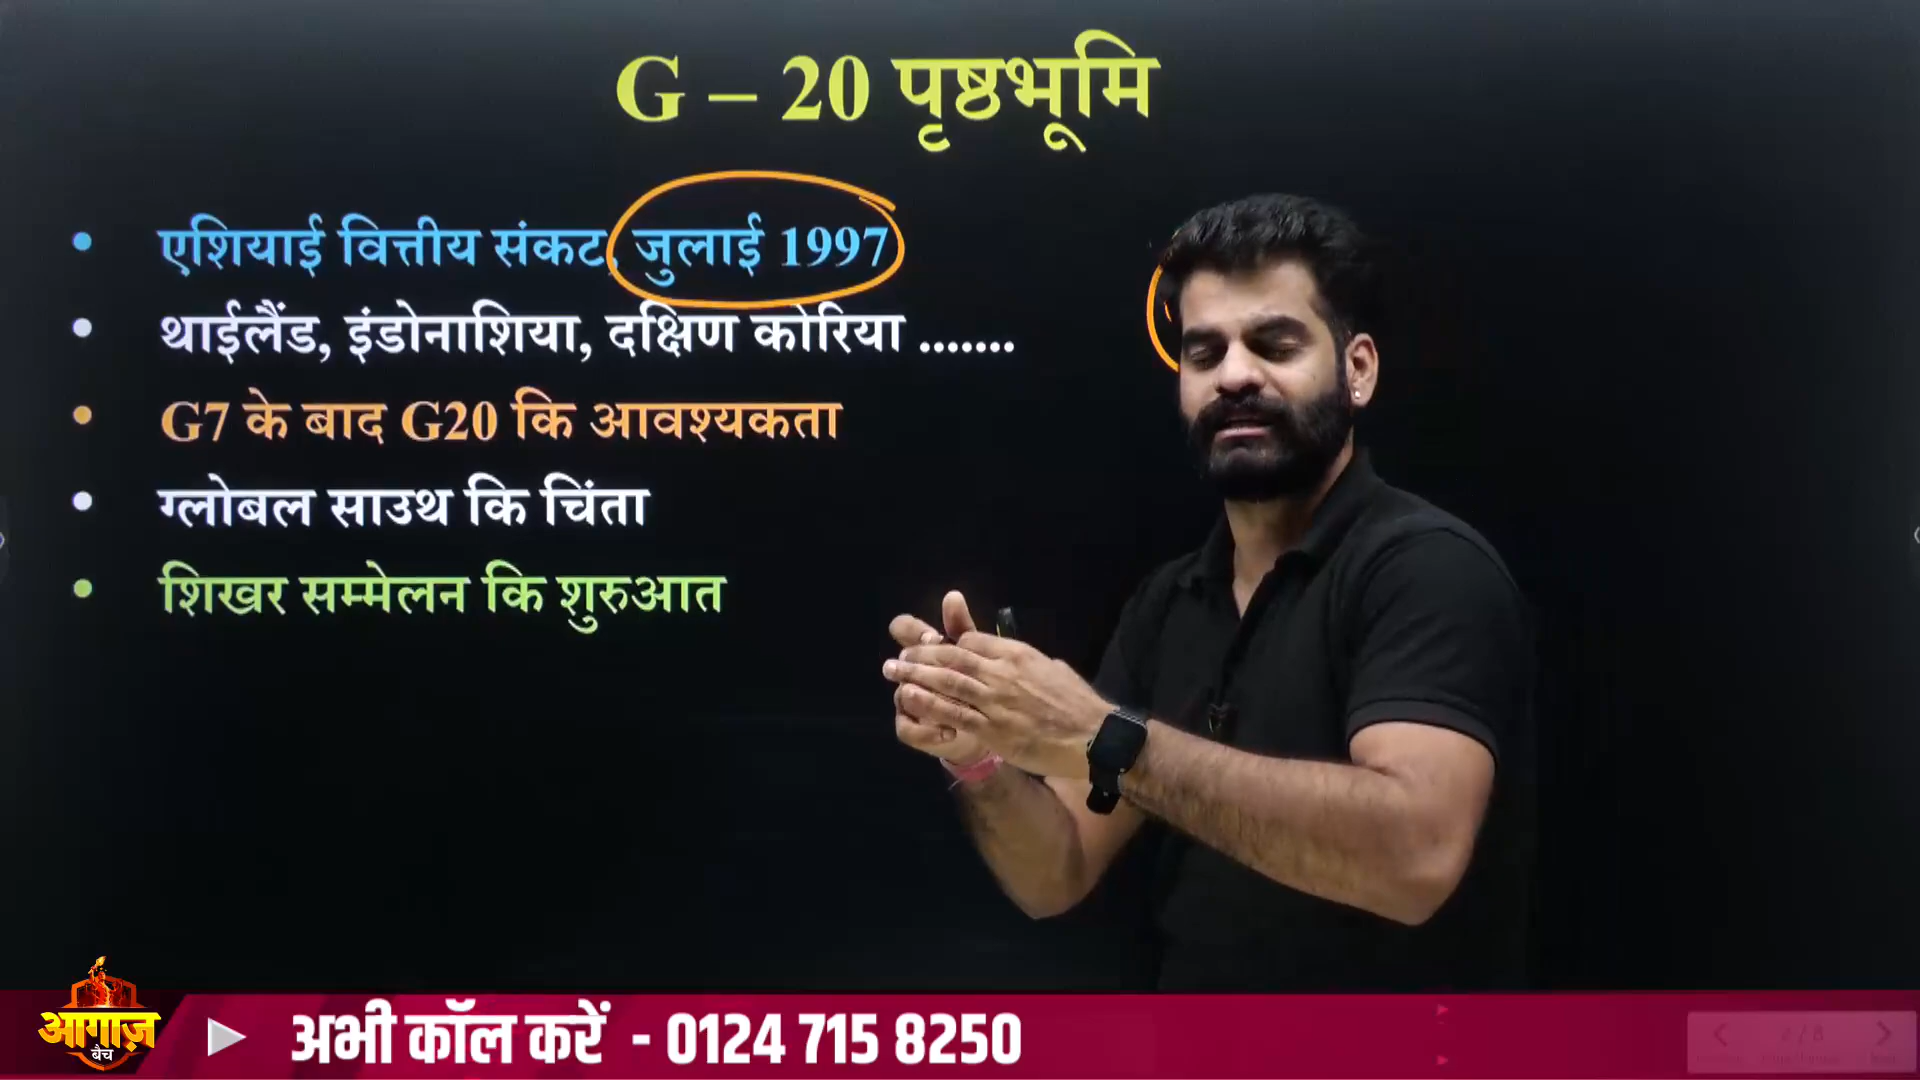 G – 20 पृष्ठभूमि
• एशियाई वित्तीय संकट, जुलाई 1997
• थाईलैंड, इंडोनाशिया, दक्षिण कोरिया .......
• G7 के बाद G20 कि आवश्यकता
• ग्लोबल साउथ कि चिंता
• शिखर सम्मेलन कि शुरुआत
आगाज़
बैच
अभी कॉल करें - 0124 715 8250